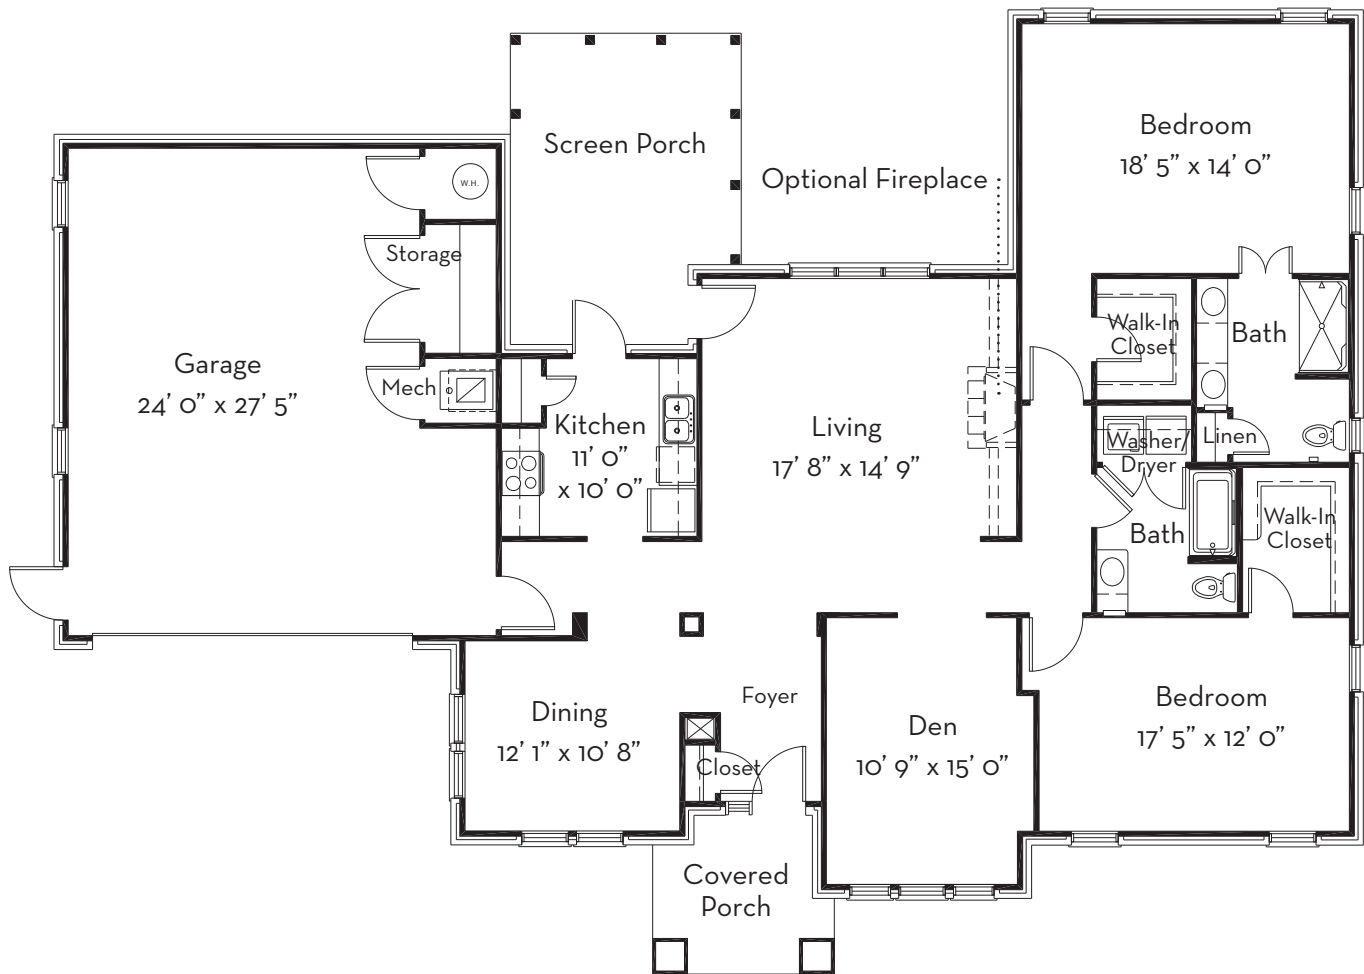 Bedroom
18’ 5” x 14’ 0”
Screen Porch
Optional Fireplace
W.H.
Storage
Walk-In
Closet
Bath
Garage
24’ 0” x 27’ 5”
Mech
Kitchen
11’ 0”
x 10’ 0”
Living
17’ 8” x 14’ 9”
Washer/
Dryer
Linen
Bath
Walk-In
Closet
Dining
12’ 1” x 10’ 8”
Foyer
Closet
Den
10’ 9” x 15’ 0”
Bedroom
17’ 5” x 12’ 0”
Covered
Porch